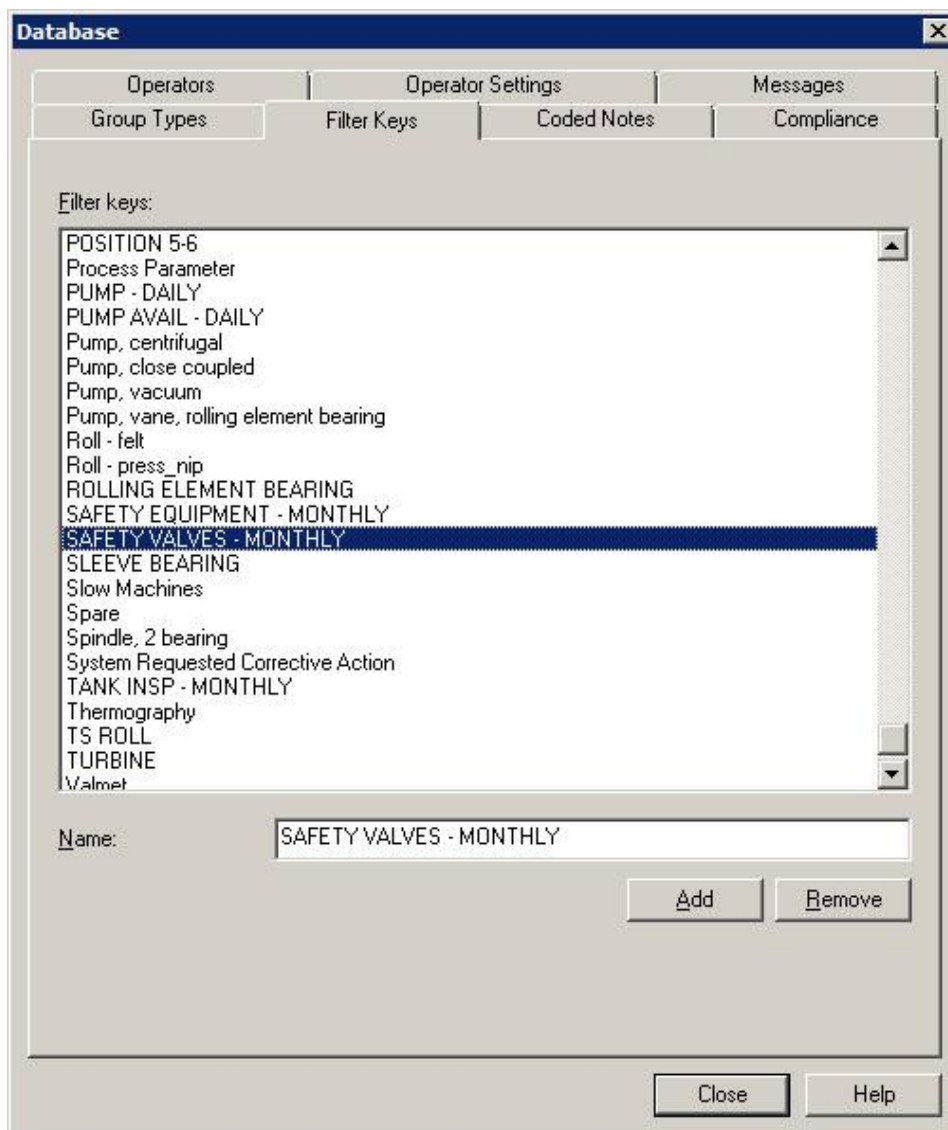 Database
Operators
Operator Settings
Messages
Group Types
Filter Keys
Coded Notes
Compliance
Filter keys:
POSITION 5-6
Process Parameter
PUMP - DAILY
PUMP AVAIL - DAILY
Pump, centrifugal
Pump, close coupled
Pump, vacuum
Pump, vane, rolling element bearing
Roll - felt
Roll - press_nip
ROLLING ELEMENT BEARING
SAFETY EQUIPMENT - MONTHLY
SAFETY VALVES - MONTHLY
SLEEVE BEARING
Slow Machines
Spare
Spindle, 2 bearing
System Requested Corrective Action
TANK INSP - MONTHLY
Thermography
TS ROLL
TURBINE
Valmet
Name: SAFETY VALVES - MONTHLY
Add Remove
Close Help